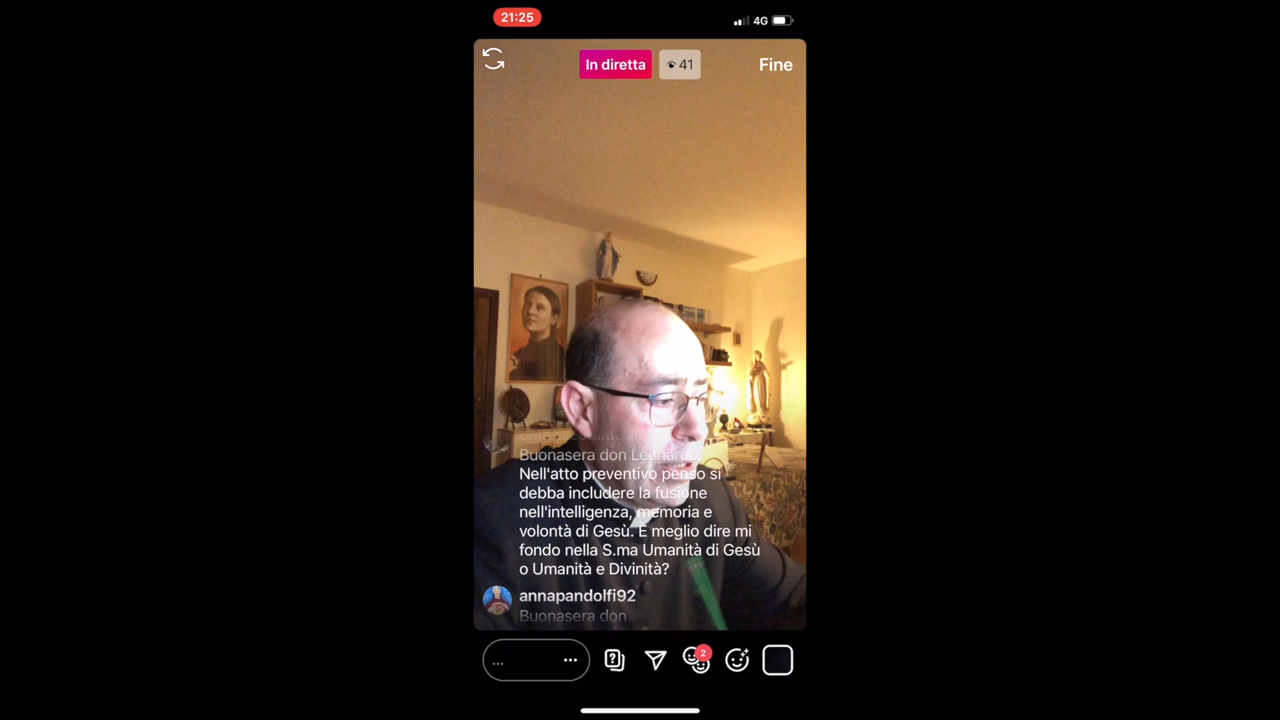 21:25
4G
In diretta
41
Fine
Buonasera don Leonardo
Nell'atto preventivo penso si
debba includere la fusione
nell'intelligenza, memoria e
volontà di Gesù. È meglio dire mi
fondo nella S.ma Umanità di Gesù
o Umanità e Divinità?
annapandolfi92
Buonasera don
...
2